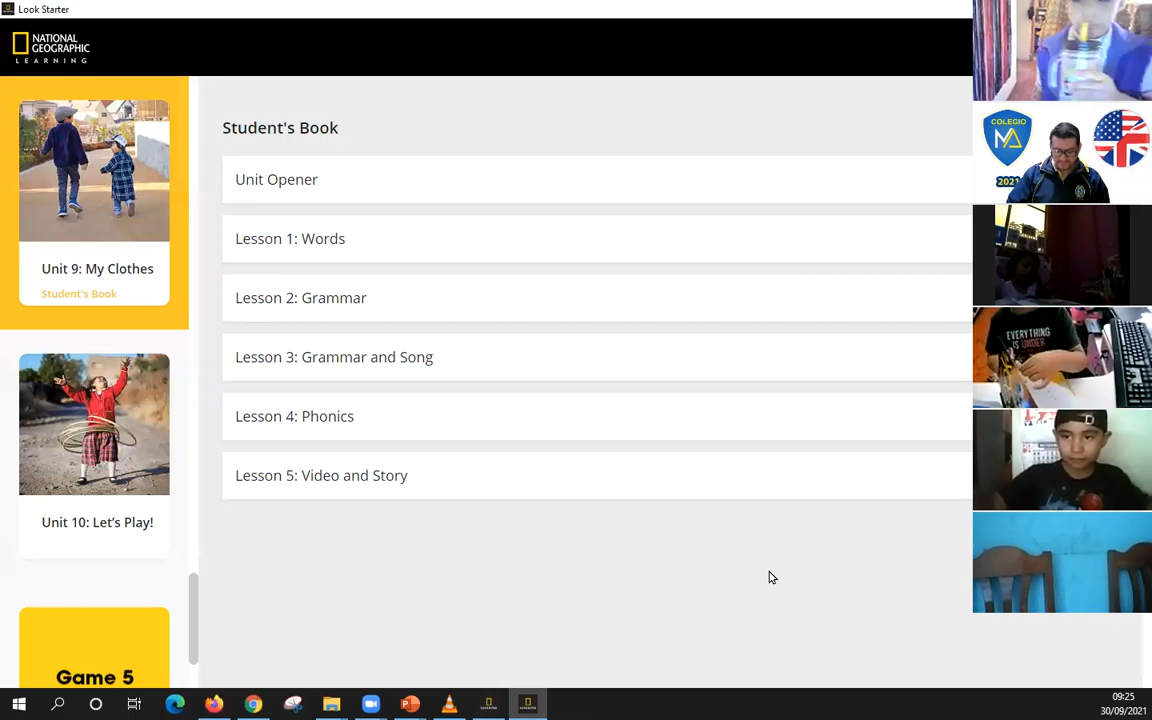 Look Starter
NATIONAL
GEOGRAPHIC
LEARNING
Student's Book
Unit Opener
Lesson 1: Words
Lesson 2: Grammar
Lesson 3: Grammar and Song
Lesson 4: Phonics
Lesson 5: Video and Story
Unit 9: My Clothes
Student's Book
Unit 10: Let's Play!
Game 5
COLEGIO
MA
2021
EVERYTHING
IS UNDER
09:25
30/09/2021